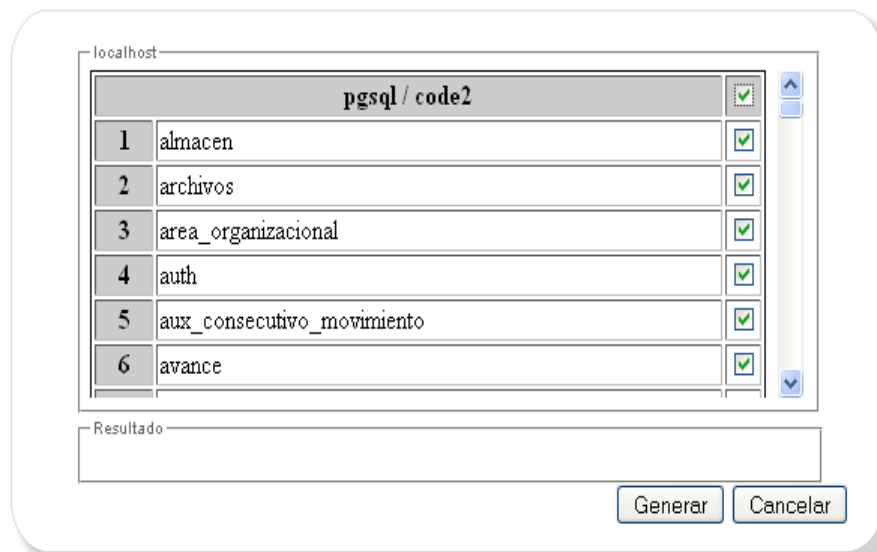 localhost
pgsql / code2
1 almacen
2 archivos
3 area_organizacional
4 auth
5 aux_consecutivo_movimiento
6 avance
Resultado
Generar Cancelar